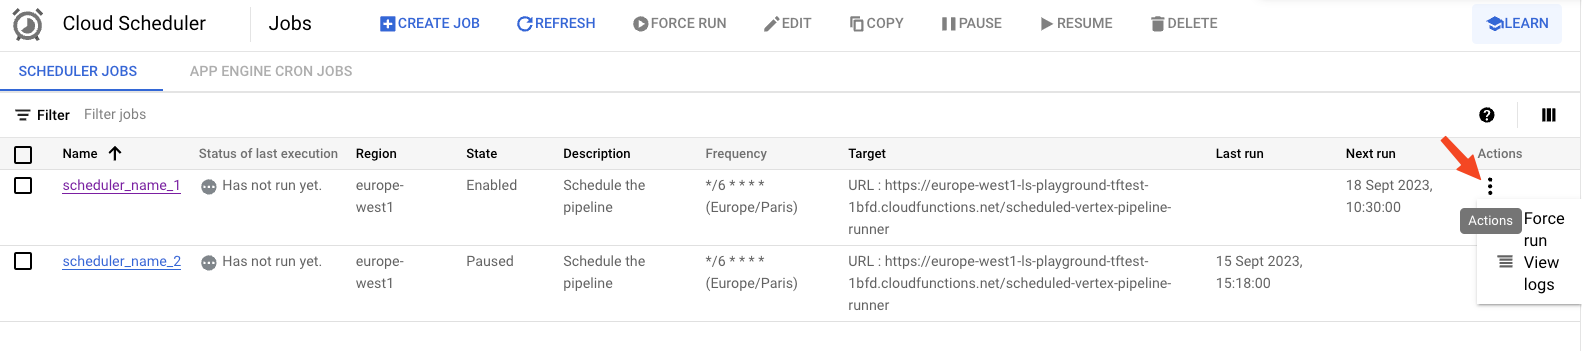 Cloud Scheduler Jobs CREATE JOB REFRESH FORCE RUN EDIT COPY PAUSE RESUME DELETE LEARN
SCHEDULER JOBS APP ENGINE CRON JOBS
Filter Filter jobs
Name Status of last execution Region State Description Frequency Target Last run Next run Actions
scheduler_name_1 Has not run yet. europe- Enabled Schedule the */6 * * * * URL : https://europe-west1-ls-playground-tftest- 18 Sept 2023,
west1 pipeline (Europe/Paris) 1bfd.cloudfunctions.net/scheduled-vertex-pipeline- 10:30:00
runner
Actions Force
run
View
logs
scheduler_name_2 Has not run yet. europe- Paused Schedule the */6 * * * * URL : https://europe-west1-ls-playground-tftest- 15 Sept 2023,
west1 pipeline (Europe/Paris) 1bfd.cloudfunctions.net/scheduled-vertex-pipeline- 15:18:00
runner